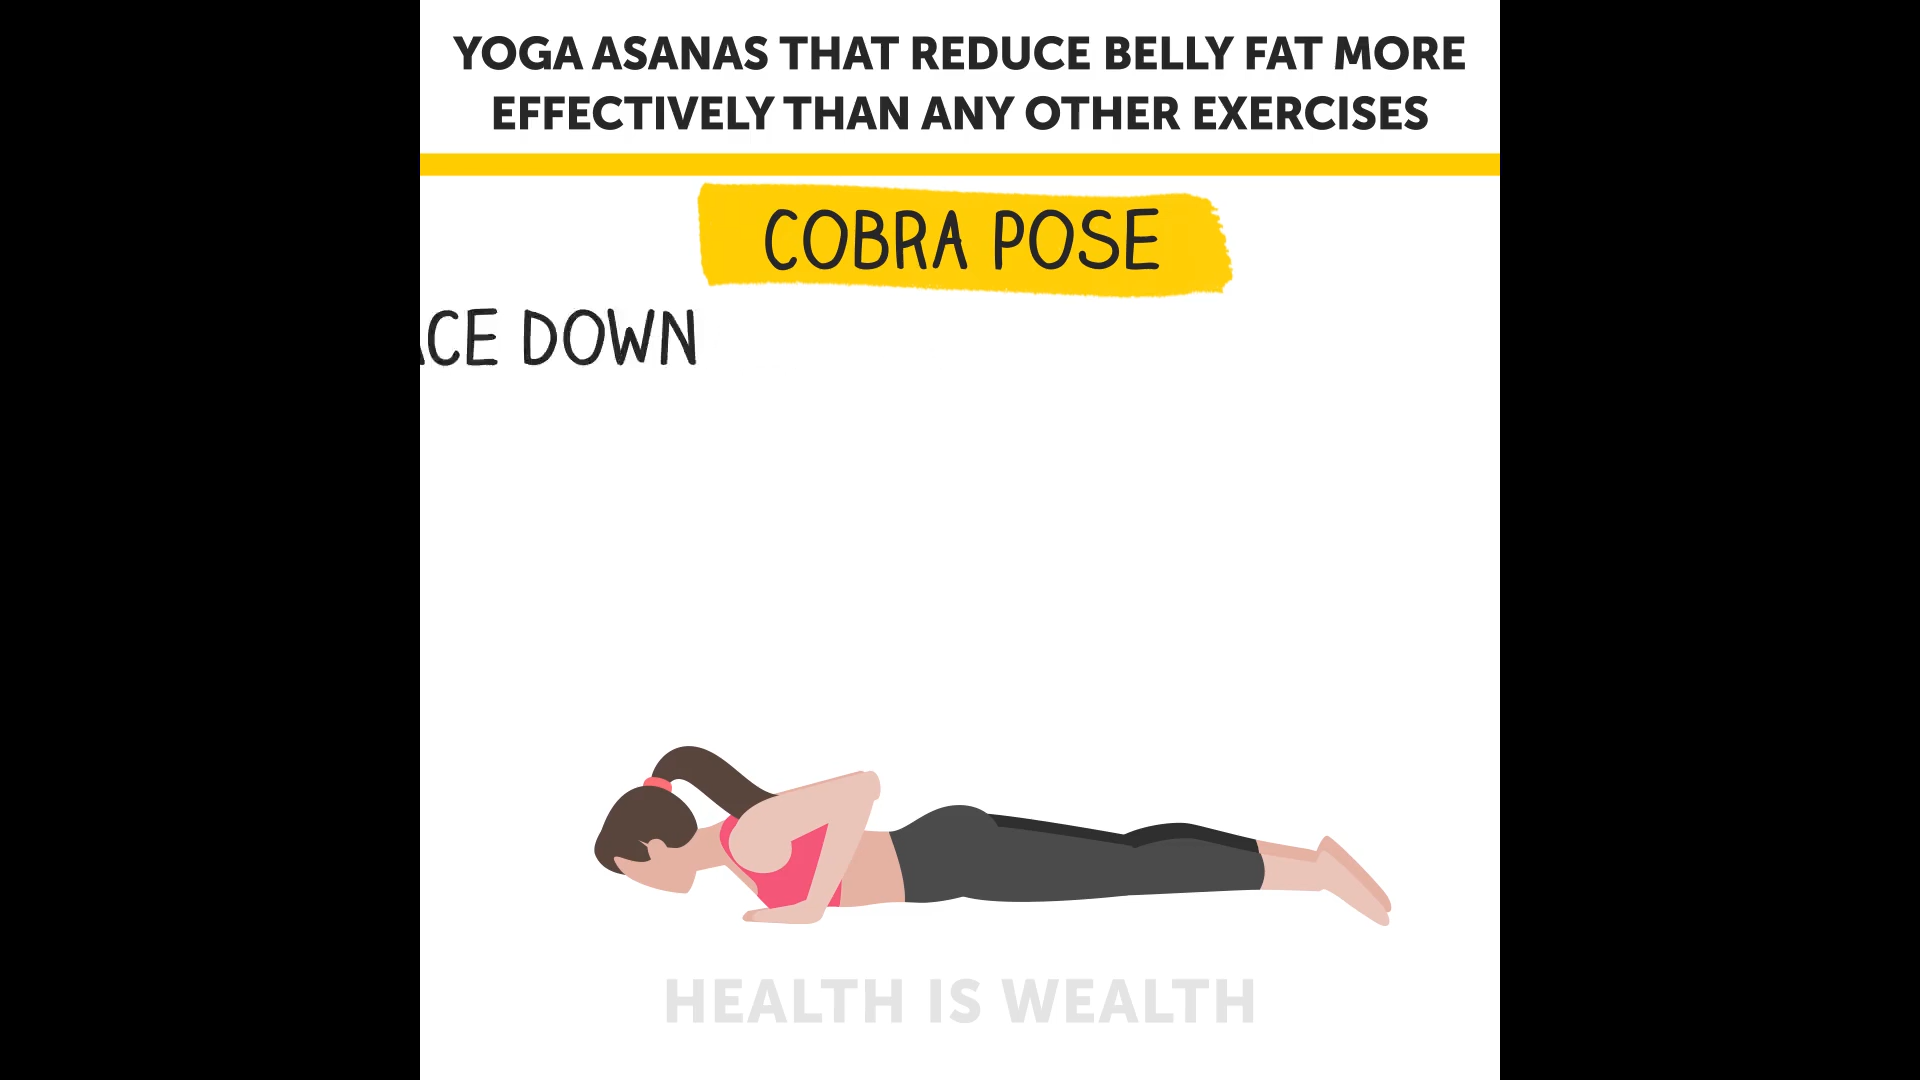 YOGA ASANAS THAT REDUCE BELLY FAT MORE
EFFECTIVELY THAN ANY OTHER EXERCISES
COBRA POSE
CE DOWN
HEALTH IS WEALTH